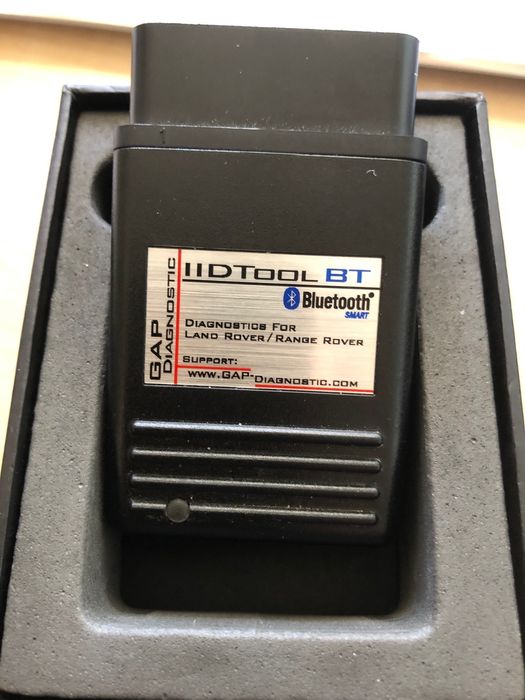 GAP
DIAGNOSTIC
IIDTOOL BT
Bluetooth®
SMART
DIAGNOSTICS FOR
LAND ROVER/RANGE ROVER
SUPPORT:
WWW.GAP-DIAGNOSTIC.COM